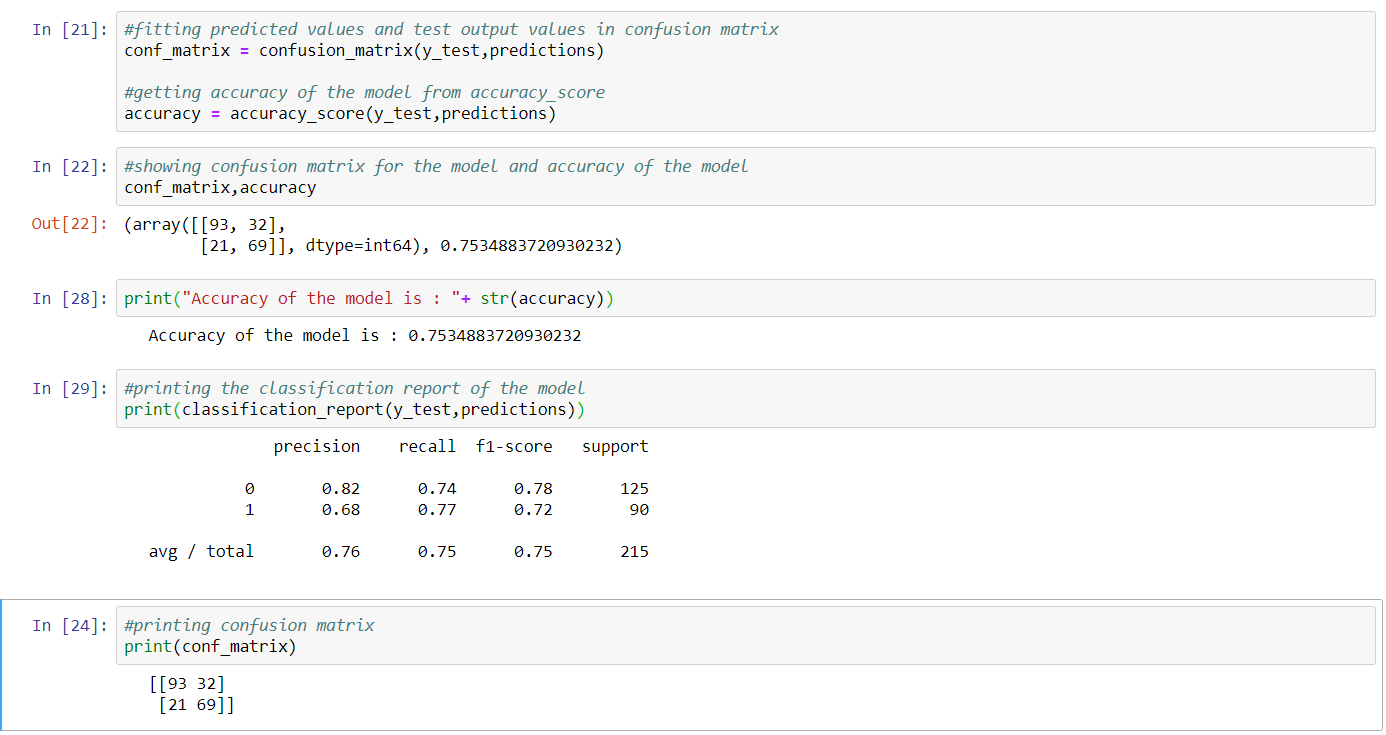 In [21]: #fitting predicted values and test output values in confusion matrix
conf_matrix = confusion_matrix(y_test,predictions)
#getting accuracy of the model from accuracy_score
accuracy = accuracy_score(y_test,predictions)
In [22]: #showing confusion matrix for the model and accuracy of the model
conf_matrix,accuracy
Out[22]: (array([[93, 32],
[21, 69]], dtype=int64), 0.7534883720930232)
In [28]: print("Accuracy of the model is : "+ str(accuracy))
Accuracy of the model is : 0.7534883720930232
In [29]: #printing the classification report of the model
print(classification_report(y_test,predictions))
precision recall f1-score support
0 0.82 0.74 0.78 125
1 0.68 0.77 0.72 90
avg / total 0.76 0.75 0.75 215
In [24]: #printing confusion matrix
print(conf_matrix)
[[93 32]
[21 69]]